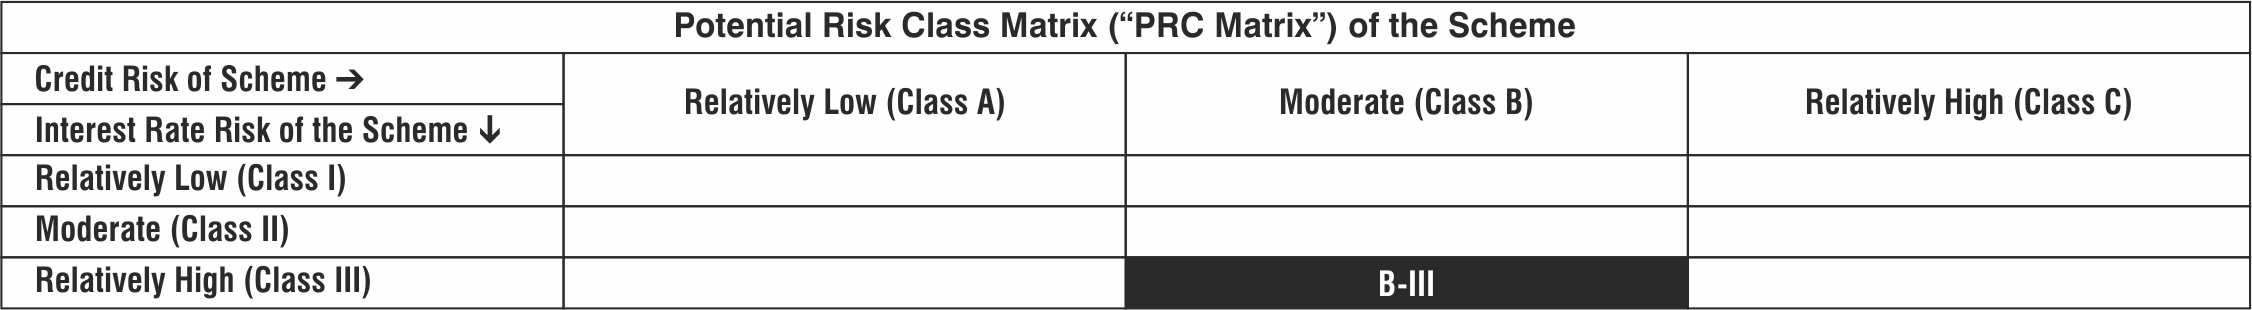 Potential Risk Class Matrix (“PRC Matrix”) of the Scheme
Credit Risk of Scheme ➔
Relatively Low (Class A)
Moderate (Class B)
Relatively High (Class C)
Interest Rate Risk of the Scheme ↓
Relatively Low (Class I)
Moderate (Class II)
Relatively High (Class III)
B-III